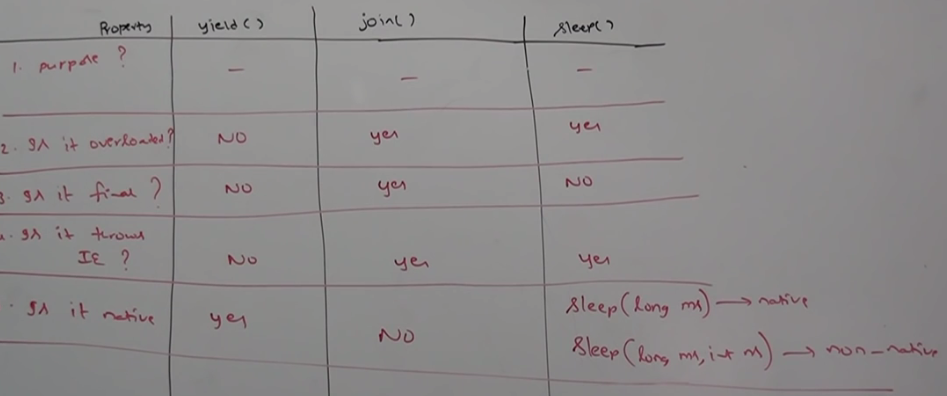 Property yield() join() sleep()
1. purpose? — — —
2. Is it overloaded? NO yes yes
3. Is it final? NO yes NO
. Is it throws
IE? NO yes yes
. Is it native yes NO sleep(long ms) → native
sleep(long ms, int ns) → non-native